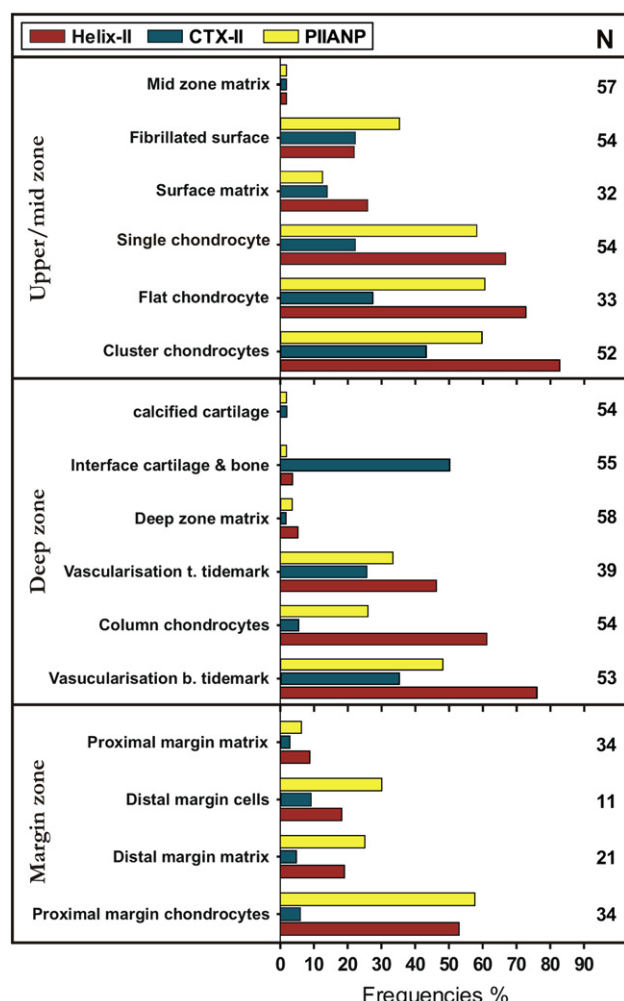 Helix-II CTX-II PIIANP N
Upper/mid zone
Mid zone matrix 57
Fibrillated surface 54
Surface matrix 32
Single chondrocyte 54
Flat chondrocyte 33
Cluster chondrocytes 52
Deep zone
calcified cartilage 54
Interface cartilage & bone 55
Deep zone matrix 58
Vascularisation t. tidemark 39
Column chondrocytes 54
Vasucularisation b. tidemark 53
Margin zone
Proximal margin matrix 34
Distal margin cells 11
Distal margin matrix 21
Proximal margin chondrocytes 34
0 10 20 30 40 50 60 70 80 90
Frequencies %